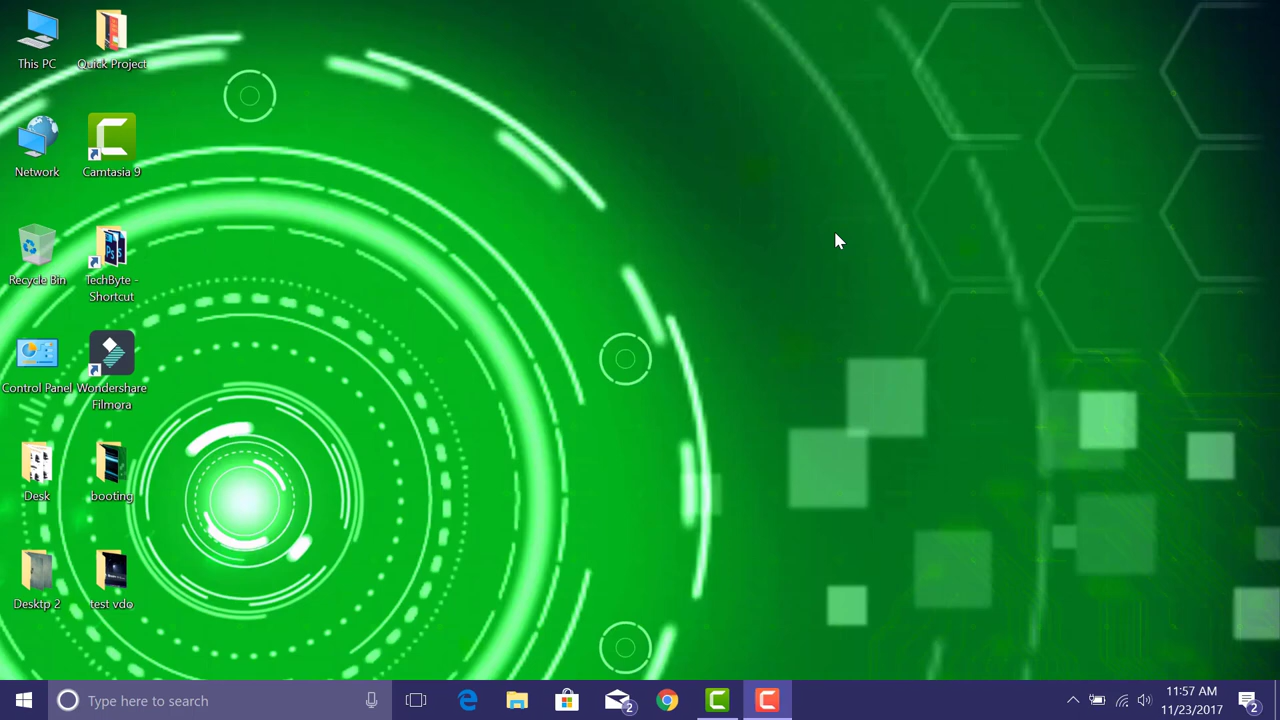 This PC
Quick Project
Network
Camtasia 9
Recycle Bin
TechByte -
Shortcut
Control Panel
Wondershare
Filmora
Desk
booting
Desktp 2
test vdo
Type here to search
2
11:57 AM
11/23/2017
2